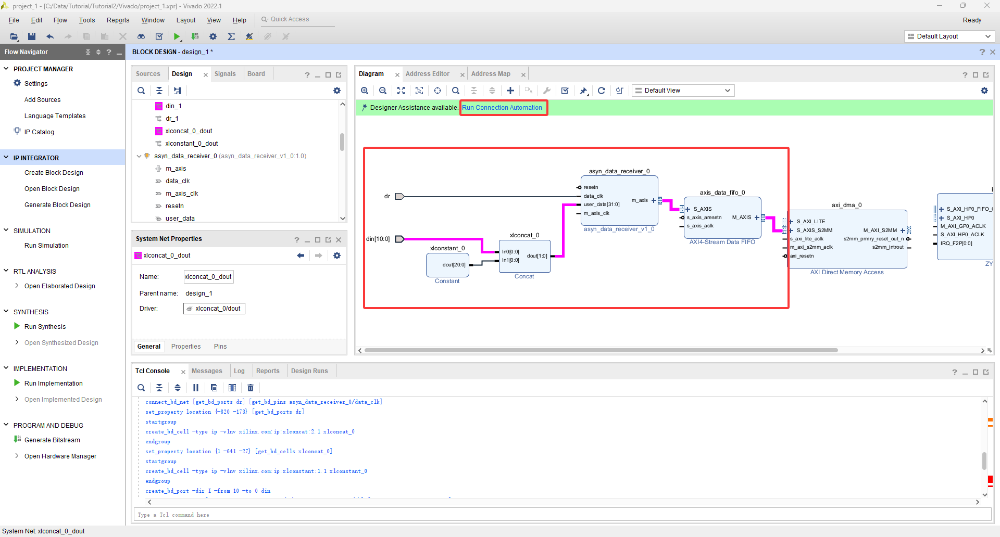 project_1 - [C:/Data/Tutorial/Tutorial2/Vivado/project_1.xpr] - Vivado 2022.1
File Edit Flow Tools Reports Window Layout View Help Quick Access Ready
Default Layout
Flow Navigator
BLOCK DESIGN - design_1 *
PROJECT MANAGER
Settings
Add Sources
Language Templates
IP Catalog
IP INTEGRATOR
Create Block Design
Open Block Design
Generate Block Design
SIMULATION
Run Simulation
RTL ANALYSIS
Open Elaborated Design
SYNTHESIS
Run Synthesis
Open Synthesized Design
IMPLEMENTATION
Run Implementation
Open Implemented Design
PROGRAM AND DEBUG
Generate Bitstream
Open Hardware Manager
Sources Design Signals Board
din_1
dr_1
xlconcat_0_dout
xlconstant_0_dout
asyn_data_receiver_0 (asyn_data_receiver_v1_0:1.0)
m_axis
data_clk
m_axis_clk
resetn
user_data
System Net Properties
xlconcat_0_dout
Name: xlconcat_0_dout
Parent name: design_1
Driver: xlconcat_0/dout
General Properties Pins
Diagram Address Editor Address Map
Default View
Designer Assistance available. Run Connection Automation
dr
din[10:0]
xlconstant_0
dout[20:0]
Constant
xlconcat_0
In0[0:0]
In1[0:0]
dout[1:0]
Concat
asyn_data_receiver_0
resetn
data_clk
user_data[31:0]
m_axis_clk
m_axis
asyn_data_receiver_v1_0
axis_data_fifo_0
S_AXIS
s_axis_aresetn
s_axis_aclk
M_AXIS
AXI4-Stream Data FIFO
axi_dma_0
S_AXI_LITE
S_AXIS_S2MM
s_axi_lite_aclk
m_axi_s2mm_aclk
axi_resetn
M_AXI_S2MM
s2mm_prmry_reset_out_n
s2mm_introut
AXI Direct Memory Access
S_AXI_HP0_FIFO_
S_AXI_HP0
M_AXI_GP0_ACLK
S_AXI_HP0_ACLK
IRQ_F2P[0:0]
ZY
Tcl Console Messages Log Reports Design Runs
connect_bd_net [get_bd_ports dr] [get_bd_pins asyn_data_receiver_0/data_clk]
set_property location {-820 -173} [get_bd_ports dr]
startgroup
create_bd_cell -type ip -vlnv xilinx.com:ip:xlconcat:2.1 xlconcat_0
endgroup
set_property location {1 -641 -27} [get_bd_cells xlconcat_0]
startgroup
create_bd_cell -type ip -vlnv xilinx.com:ip:xlconstant:1.1 xlconstant_0
endgroup
create_bd_port -dir I -from 10 -to 0 din
Type a Tcl command here
System Net: xlconcat_0_dout